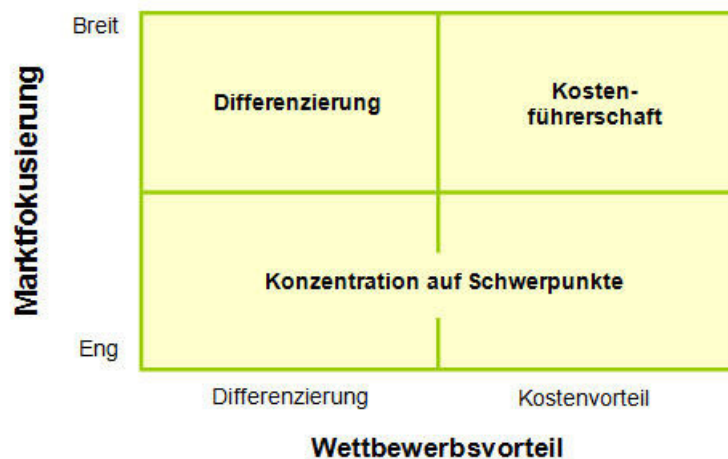 Breit
Marktfokusierung
Differenzierung
Kosten-
führerschaft
Konzentration auf Schwerpunkte
Eng
Differenzierung
Kostenvorteil
Wettbewerbsvorteil